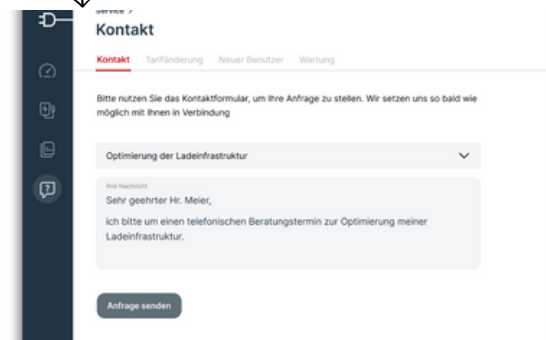 Service >
Kontakt
Kontakt Tarifänderung Neuer Benutzer Wartung
Bitte nutzen Sie das Kontaktformular, um Ihre Anfrage zu stellen. Wir setzen uns so bald wie
möglich mit Ihnen in Verbindung
Optimierung der Ladeinfrastruktur
Ihre Nachricht
Sehr geehrter Hr. Meier,
ich bitte um einen telefonischen Beratungstermin zur Optimierung meiner
Ladeinfrastruktur.
Anfrage senden